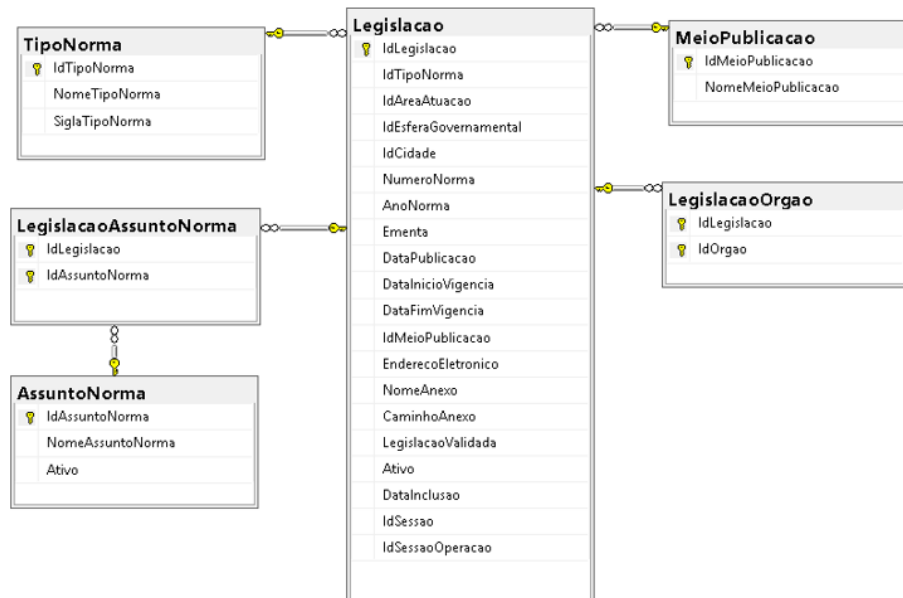 TipoNorma
IdTipoNorma
NomeTipoNorma
SiglaTipoNorma
LegislacaoAssuntoNorma
IdLegislacao
IdAssuntoNorma
AssuntoNorma
IdAssuntoNorma
NomeAssuntoNorma
Ativo
Legislacao
IdLegislacao
IdTipoNorma
IdAreaAtuacao
IdEsferaGovernamental
IdCidade
NumeroNorma
AnoNorma
Ementa
DataPublicacao
DataInicioVigencia
DataFimVigencia
IdMeioPublicacao
EnderecoEletronico
NomeAnexo
CaminhoAnexo
LegislacaoValidada
Ativo
DataInclusao
IdSessao
IdSessaoOperacao
MeioPublicacao
IdMeioPublicacao
NomeMeioPublicacao
LegislacaoOrgao
IdLegislacao
IdOrgao